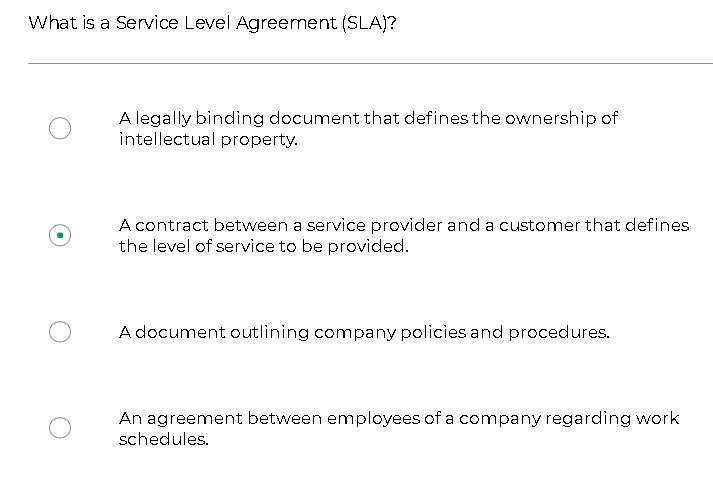 What is a Service Level Agreement (SLA)?
A legally binding document that defines the ownership of
intellectual property.
A contract between a service provider and a customer that defines
the level of service to be provided.
A document outlining company policies and procedures.
An agreement between employees of a company regarding work
schedules.